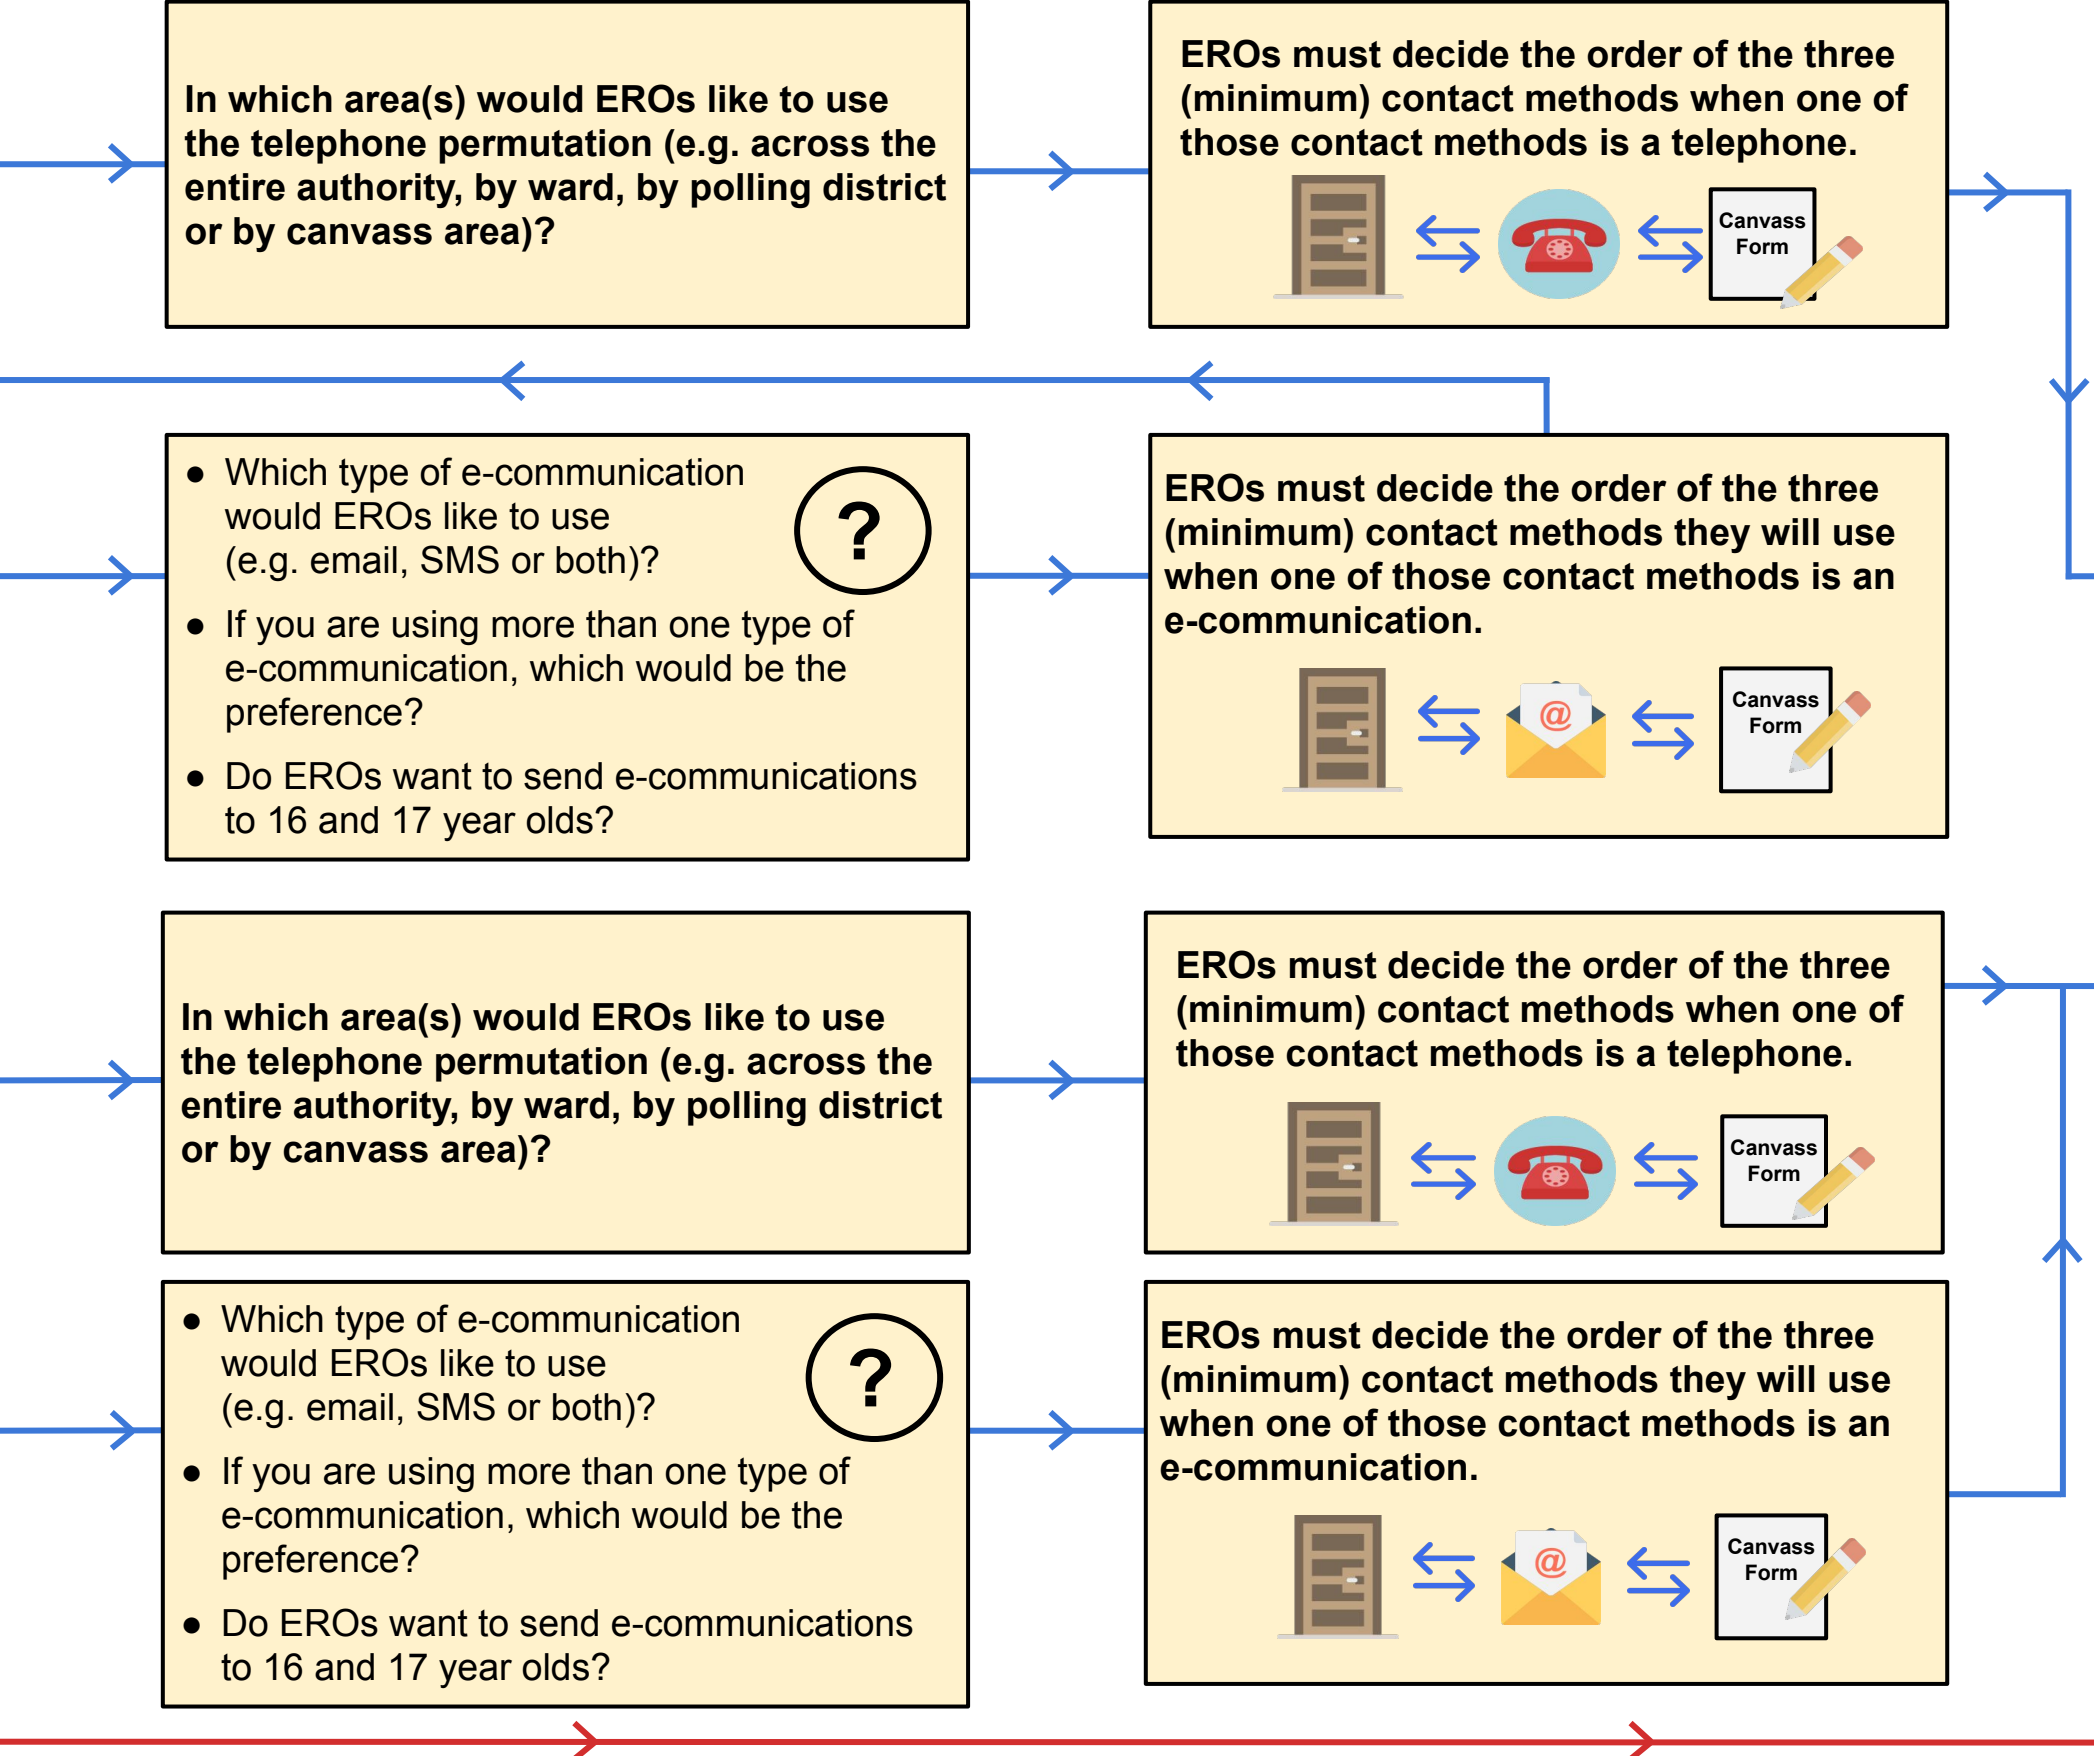 In which area(s) would EROs like to use
the telephone permutation (e.g. across the
entire authority, by ward, by polling district
or by canvass area)?
EROs must decide the order of the three
(minimum) contact methods when one of
those contact methods is a telephone.
Canvass
Form
● Which type of e-communication
would EROs like to use
(e.g. email, SMS or both)?
?
● If you are using more than one type of
e-communication, which would be the
preference?
● Do EROs want to send e-communications
to 16 and 17 year olds?
EROs must decide the order of the three
(minimum) contact methods they will use
when one of those contact methods is an
e-communication.
@
Canvass
Form
In which area(s) would EROs like to use
the telephone permutation (e.g. across the
entire authority, by ward, by polling district
or by canvass area)?
EROs must decide the order of the three
(minimum) contact methods when one of
those contact methods is a telephone.
Canvass
Form
● Which type of e-communication
would EROs like to use
(e.g. email, SMS or both)?
?
● If you are using more than one type of
e-communication, which would be the
preference?
● Do EROs want to send e-communications
to 16 and 17 year olds?
EROs must decide the order of the three
(minimum) contact methods they will use
when one of those contact methods is an
e-communication.
@
Canvass
Form